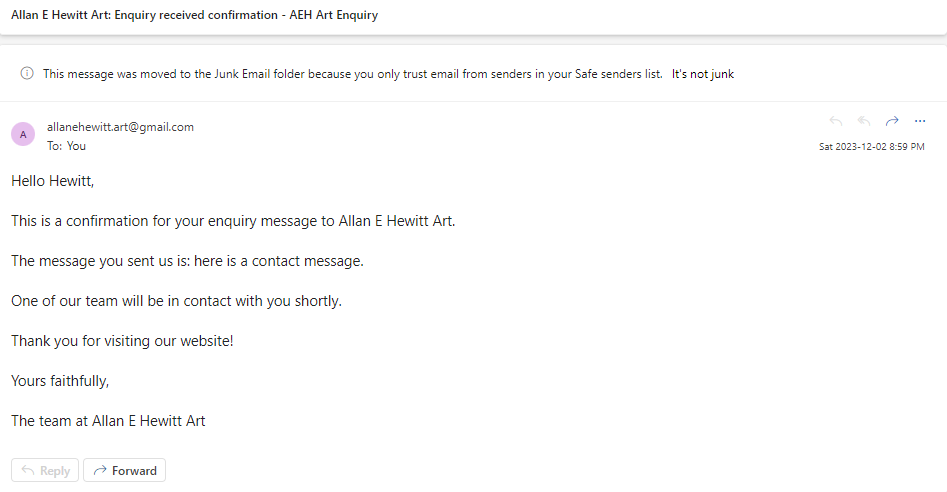 Allan E Hewitt Art: Enquiry received confirmation - AEH Art Enquiry
This message was moved to the Junk Email folder because you only trust email from senders in your Safe senders list. It's not junk
A
allanehewitt.art@gmail.com
To: You
Sat 2023-12-02 8:59 PM
Hello Hewitt,
This is a confirmation for your enquiry message to Allan E Hewitt Art.
The message you sent us is: here is a contact message.
One of our team will be in contact with you shortly.
Thank you for visiting our website!
Yours faithfully,
The team at Allan E Hewitt Art
Reply Forward